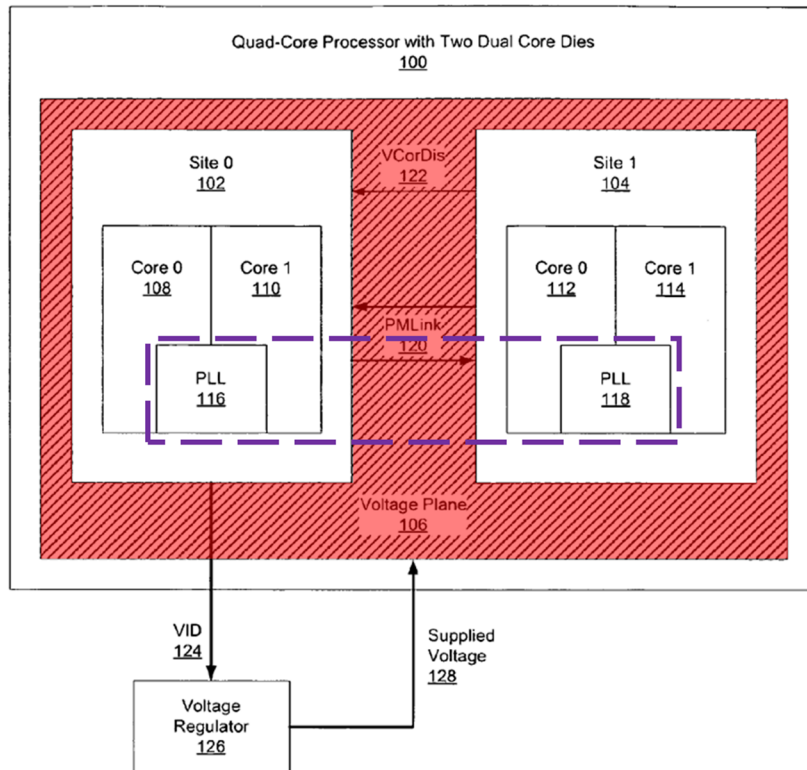 Quad-Core Processor with Two Dual Core Dies
100
Site 0
102
VCorDis
122
Site 1
104
Core 0
108
Core 1
110
Core 0
112
Core 1
114
PMLink
120
PLL
116
PLL
118
Voltage Plane
106
VID
124
Supplied
Voltage
128
Voltage
Regulator
126